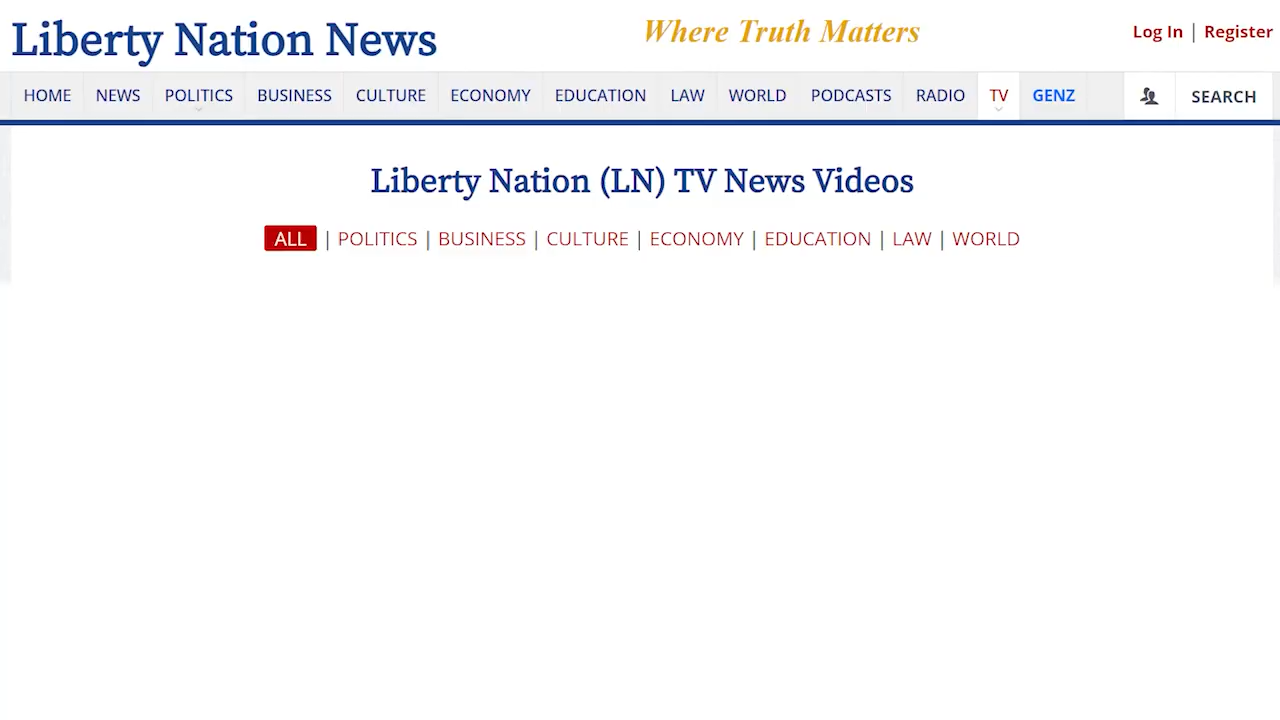 Liberty Nation News
Where Truth Matters
Log In | Register
HOME NEWS POLITICS BUSINESS CULTURE ECONOMY EDUCATION LAW WORLD PODCASTS RADIO TV GENZ SEARCH
Liberty Nation (LN) TV News Videos
ALL | POLITICS | BUSINESS | CULTURE | ECONOMY | EDUCATION | LAW | WORLD